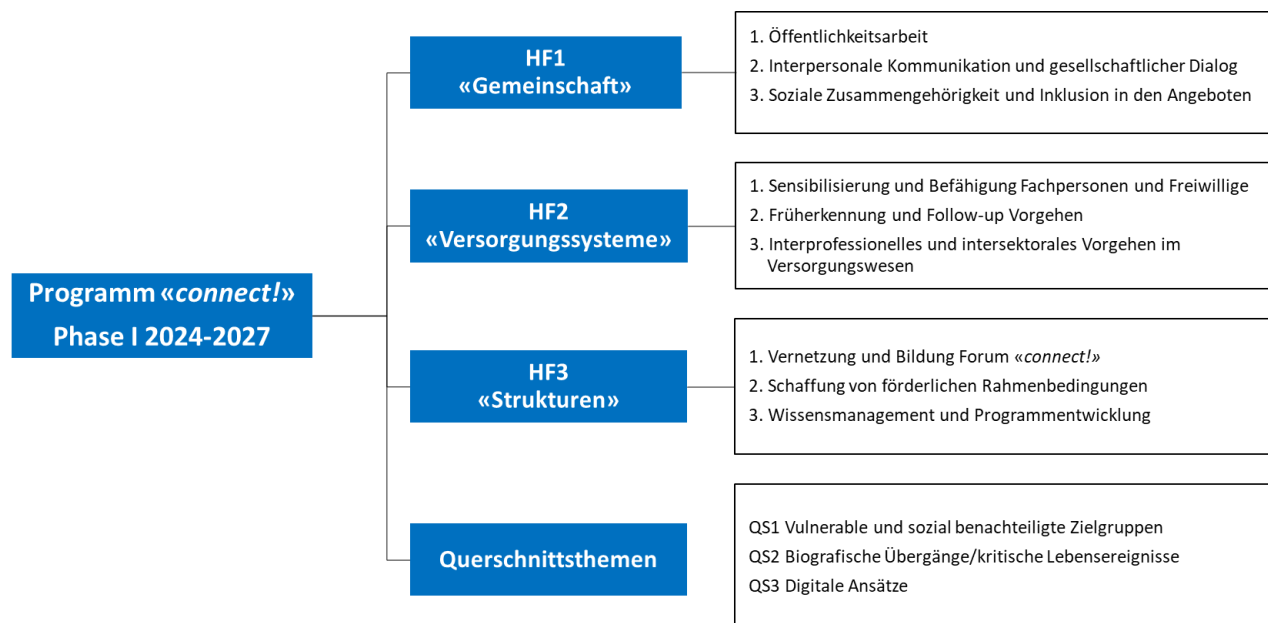 Programm «connect!»
Phase I 2024-2027
HF1
«Gemeinschaft»
1. Öffentlichkeitsarbeit
2. Interpersonale Kommunikation und gesellschaftlicher Dialog
3. Soziale Zusammengehörigkeit und Inklusion in den Angeboten
HF2
«Versorgungssysteme»
1. Sensibilisierung und Befähigung Fachpersonen und Freiwillige
2. Früherkennung und Follow-up Vorgehen
3. Interprofessionelles und intersektorales Vorgehen im
Versorgungswesen
HF3
«Strukturen»
1. Vernetzung und Bildung Forum «connect!»
2. Schaffung von förderlichen Rahmenbedingungen
3. Wissensmanagement und Programmentwicklung
Querschnittsthemen
QS1 Vulnerable und sozial benachteiligte Zielgruppen
QS2 Biografische Übergänge/kritische Lebensereignisse
QS3 Digitale Ansätze